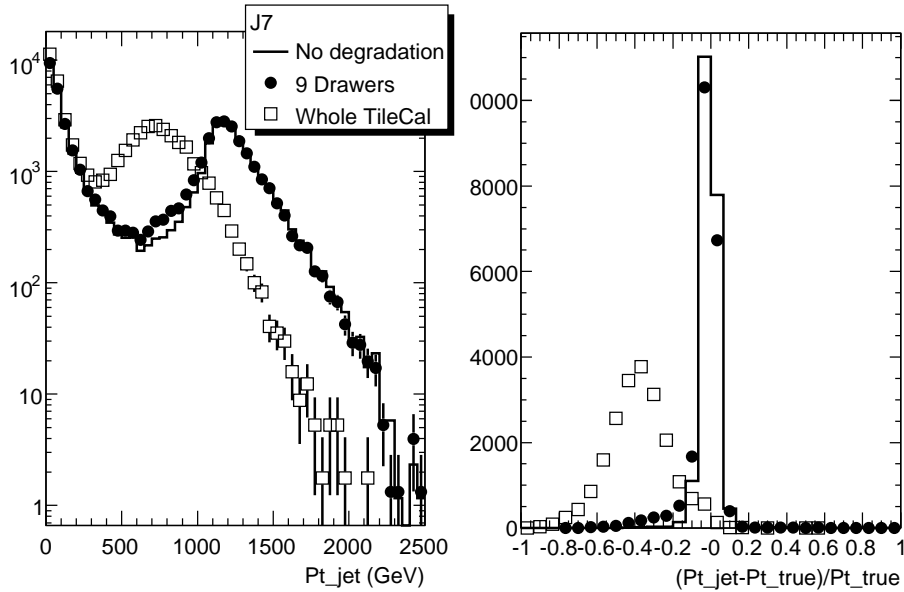 J7
No degradation
9 Drawers
Whole TileCal
10^4
10^3
10^2
10
1
0 500 1000 1500 2000 2500
Pt_jet (GeV)
0000
8000
6000
4000
2000
0
-1 -0.8 -0.6 -0.4 -0.2 -0 0.2 0.4 0.6 0.8 1
(Pt_jet-Pt_true)/Pt_true